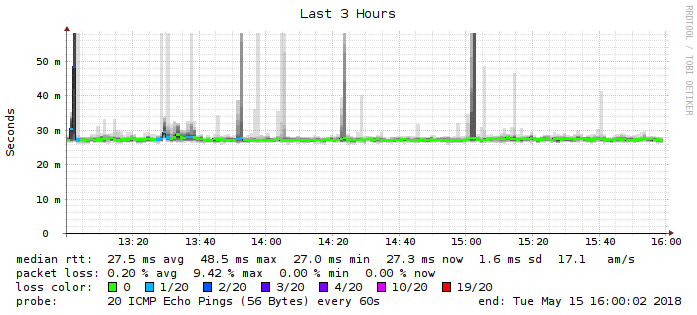 Last 3 Hours
RRDTOOL / TOBI OETIKER
Seconds
50 m
40 m
30 m
20 m
10 m
0
13:20 13:40 14:00 14:20 14:40 15:00 15:20 15:40 16:00
median rtt: 27.5 ms avg 48.5 ms max 27.0 ms min 27.3 ms now 1.6 ms sd 17.1 am/s
packet loss: 0.20 % avg 9.42 % max 0.00 % min 0.00 % now
loss color: 0 1/20 2/20 3/20 4/20 10/20 19/20
probe: 20 ICMP Echo Pings (56 Bytes) every 60s end: Tue May 15 16:00:02 2018